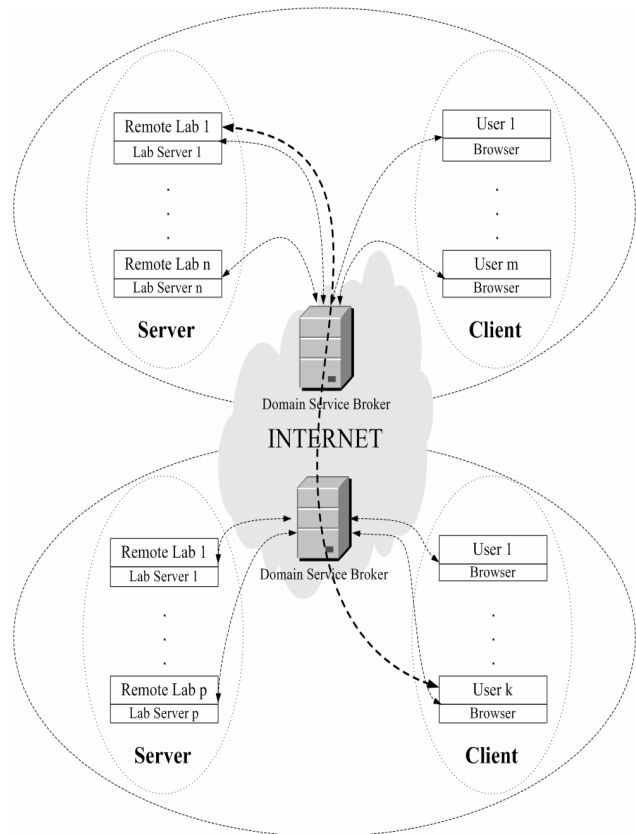 Remote Lab 1
Lab Server 1
.
.
.
Remote Lab n
Lab Server n
Server
User 1
Browser
.
.
.
User m
Browser
Client
Domain Service Broker
INTERNET
Domain Service Broker
Remote Lab 1
Lab Server 1
.
.
.
Remote Lab p
Lab Server p
Server
User 1
Browser
.
.
.
User k
Browser
Client